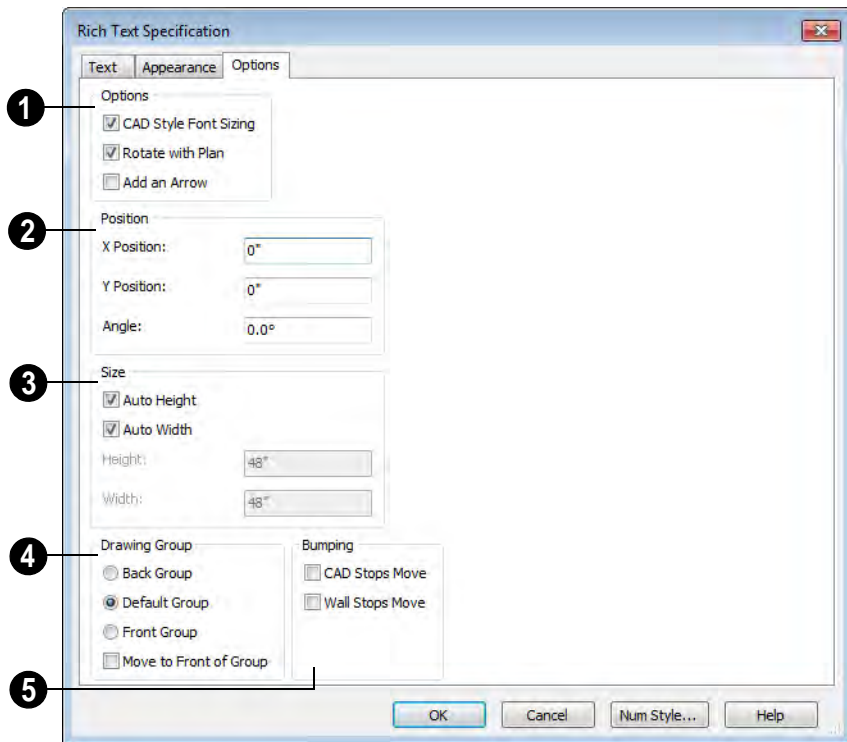 Rich Text Specification
Text Appearance Options
1
Options
CAD Style Font Sizing
Rotate with Plan
Add an Arrow
2
Position
X Position: 0"
Y Position: 0"
Angle: 0.0°
3
Size
Auto Height
Auto Width
Height: 48"
Width: 48"
4
Drawing Group
Back Group
Default Group
Front Group
Move to Front of Group
Bumping
CAD Stops Move
Wall Stops Move
5
OK Cancel Num Style... Help